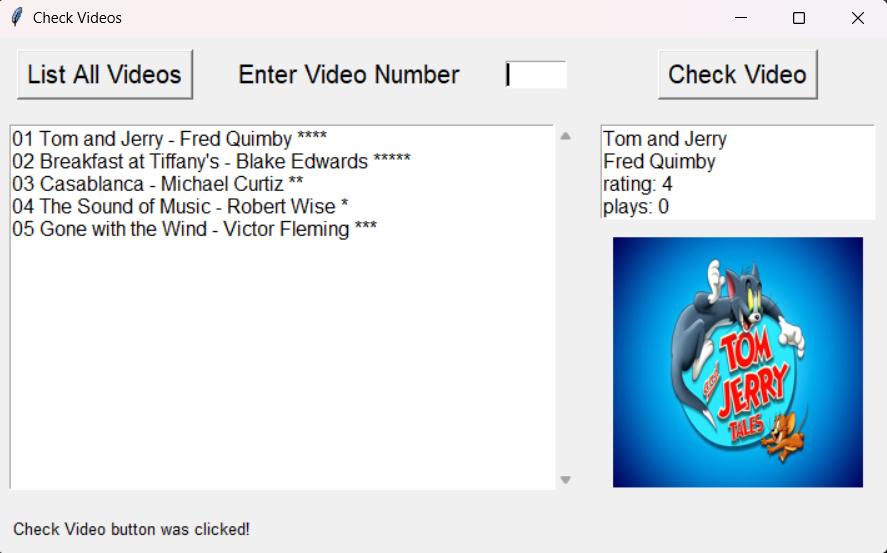 Check Videos
List All Videos
Enter Video Number
Check Video
01 Tom and Jerry - Fred Quimby ****
02 Breakfast at Tiffany's - Blake Edwards *****
03 Casablanca - Michael Curtiz **
04 The Sound of Music - Robert Wise *
05 Gone with the Wind - Victor Fleming ***
Tom and Jerry
Fred Quimby
rating: 4
plays: 0
TOM
JERRY
TALES
Check Video button was clicked!